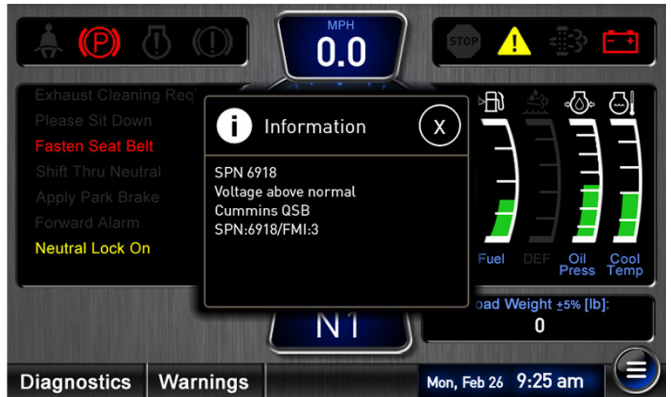 MPH
0.0
STOP
Exhaust Cleaning Req
Please Sit Down
Fasten Seat Belt
Shift Thru Neutral
Apply Park Brake
Forward Alarm
Neutral Lock On
Information
X
SPN 6918
Voltage above normal
Cummins QSB
SPN:6918/FMI:3
Fuel
DEF
Oil
Press
Cool
Temp
oad Weight ±5% [lb]:
0
N1
Diagnostics
Warnings
Mon, Feb 26 9:25 am